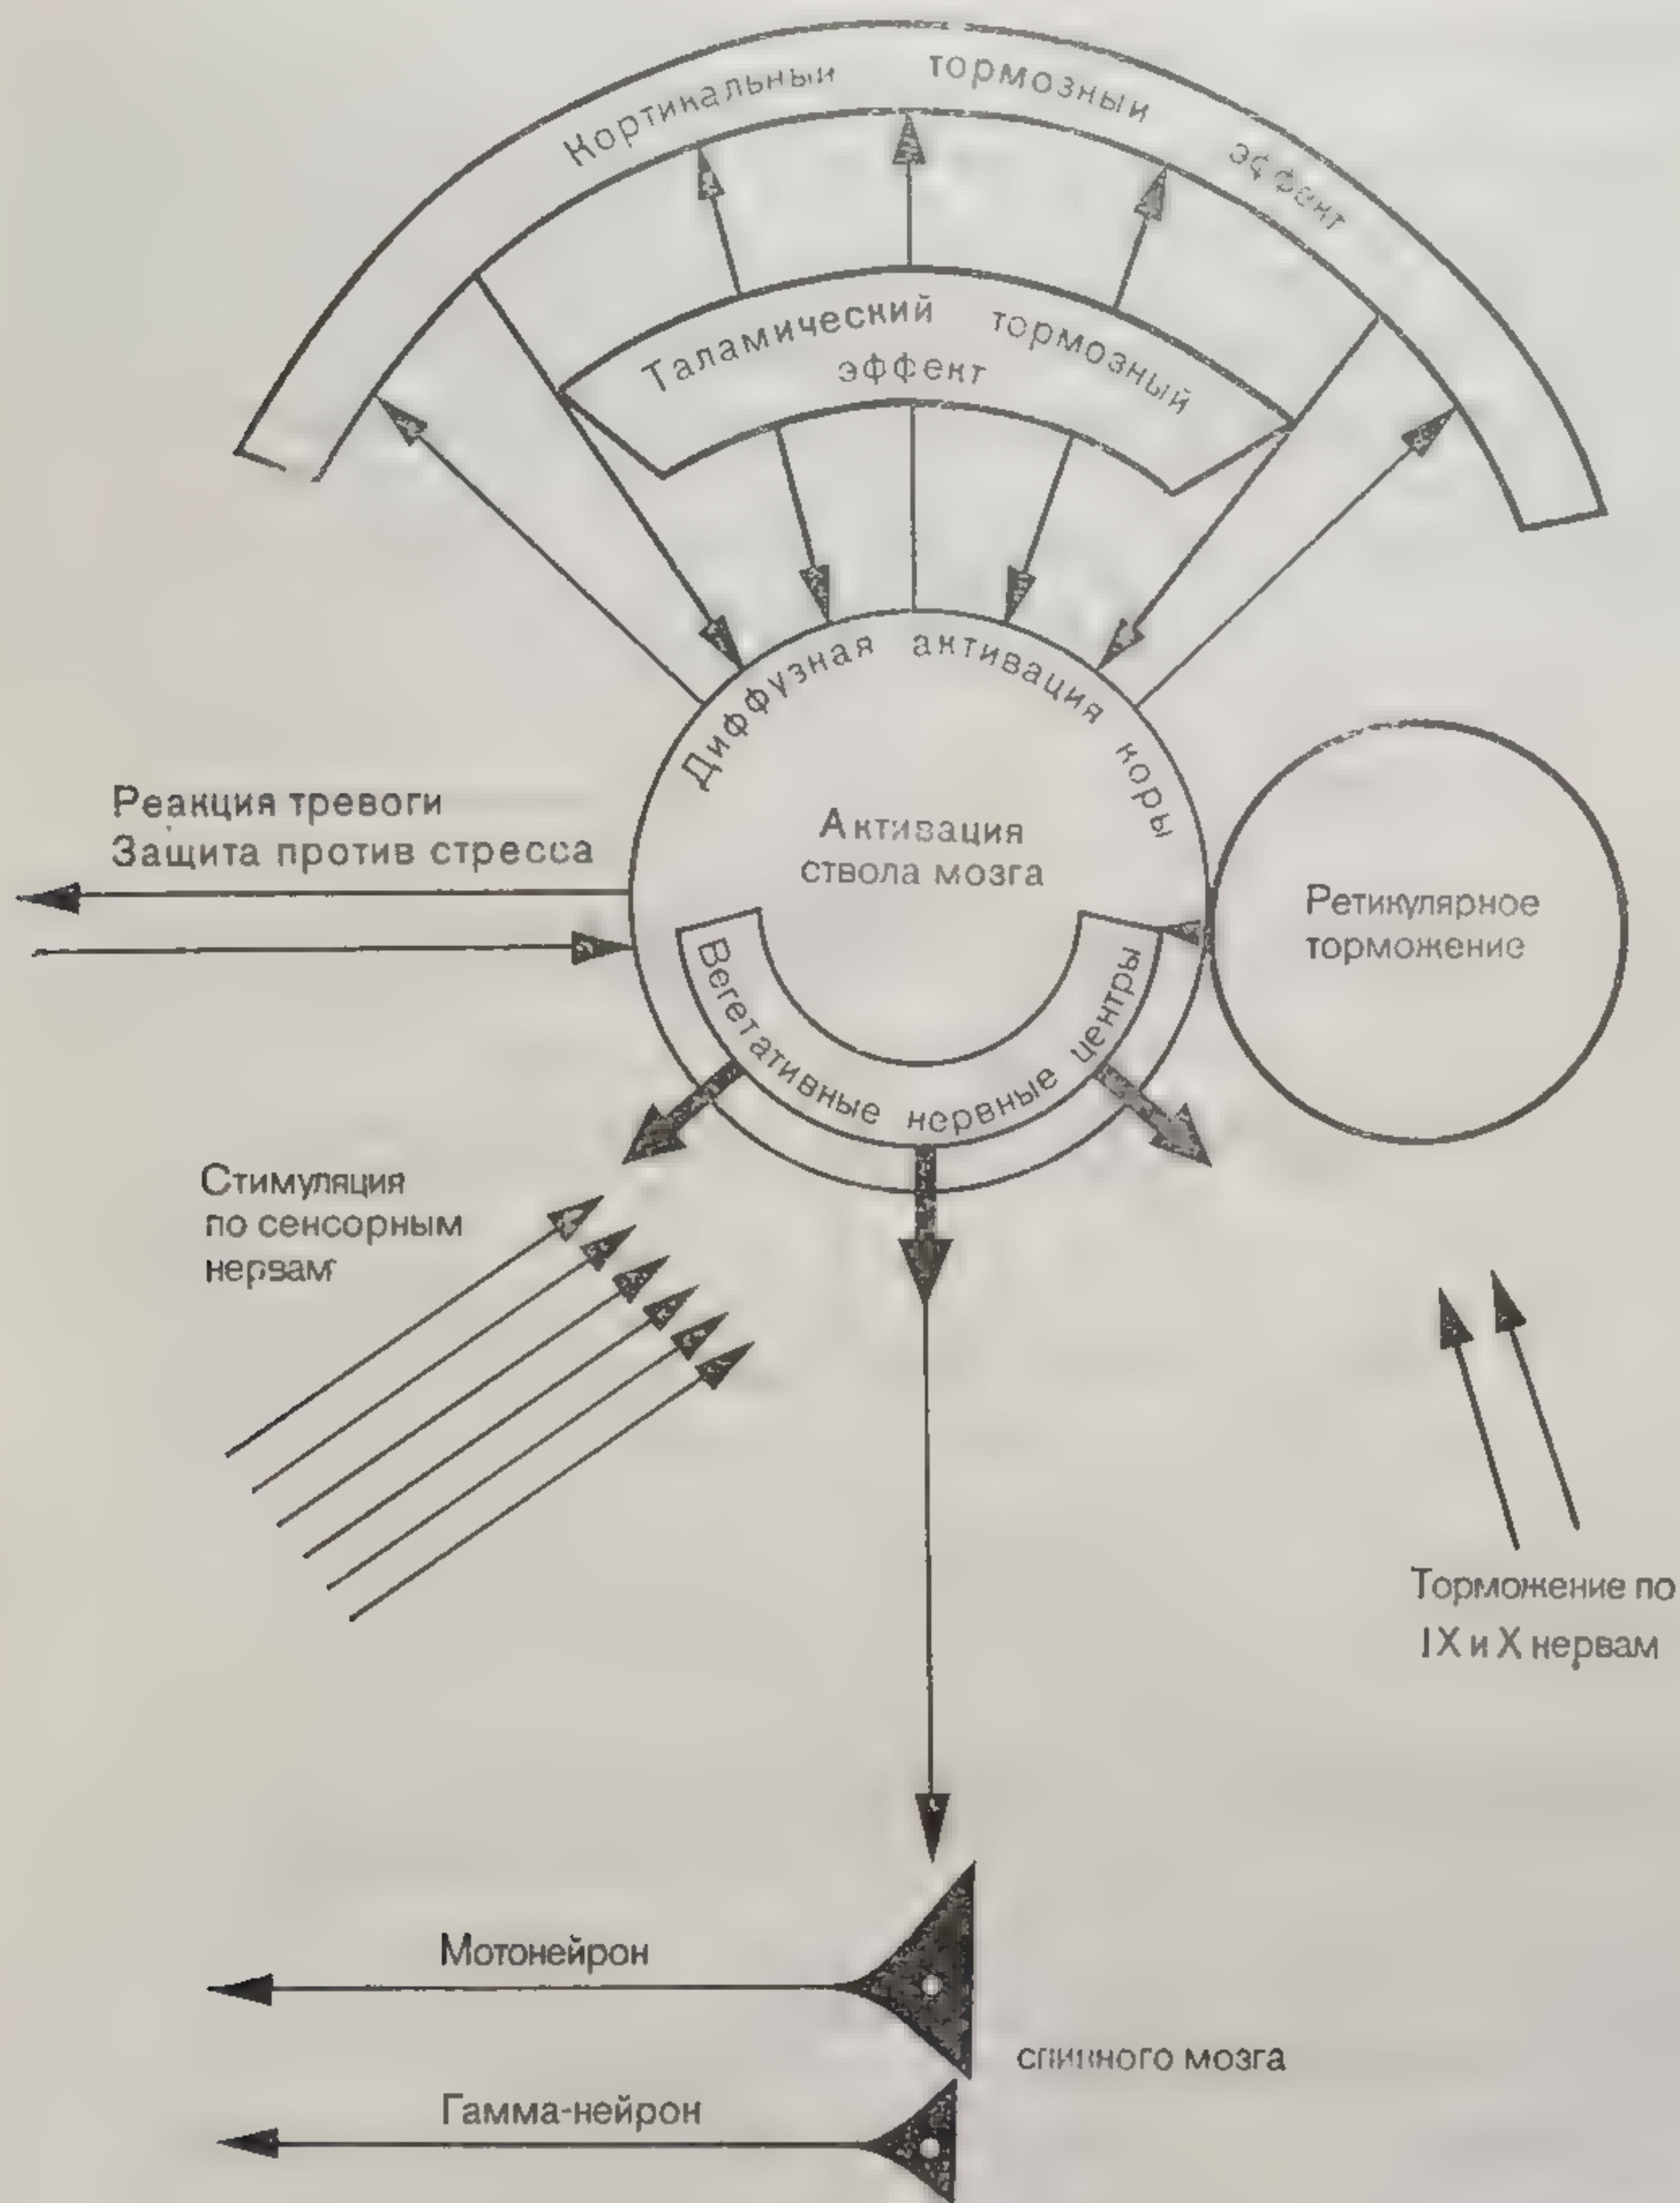 Кортикальный тормозный эффект
Таламический тормозный
эффект
Диффузная активация коры
Активация
ствола мозга
Реакция тревоги
Защита против стресса
Ретикулярное
торможение
Вегетативные нервные центры
Стимуляция
по сенсорным
нервам
Торможение по
IX и X нервам
Мотонейрон
спинного мозга
Гамма-нейрон